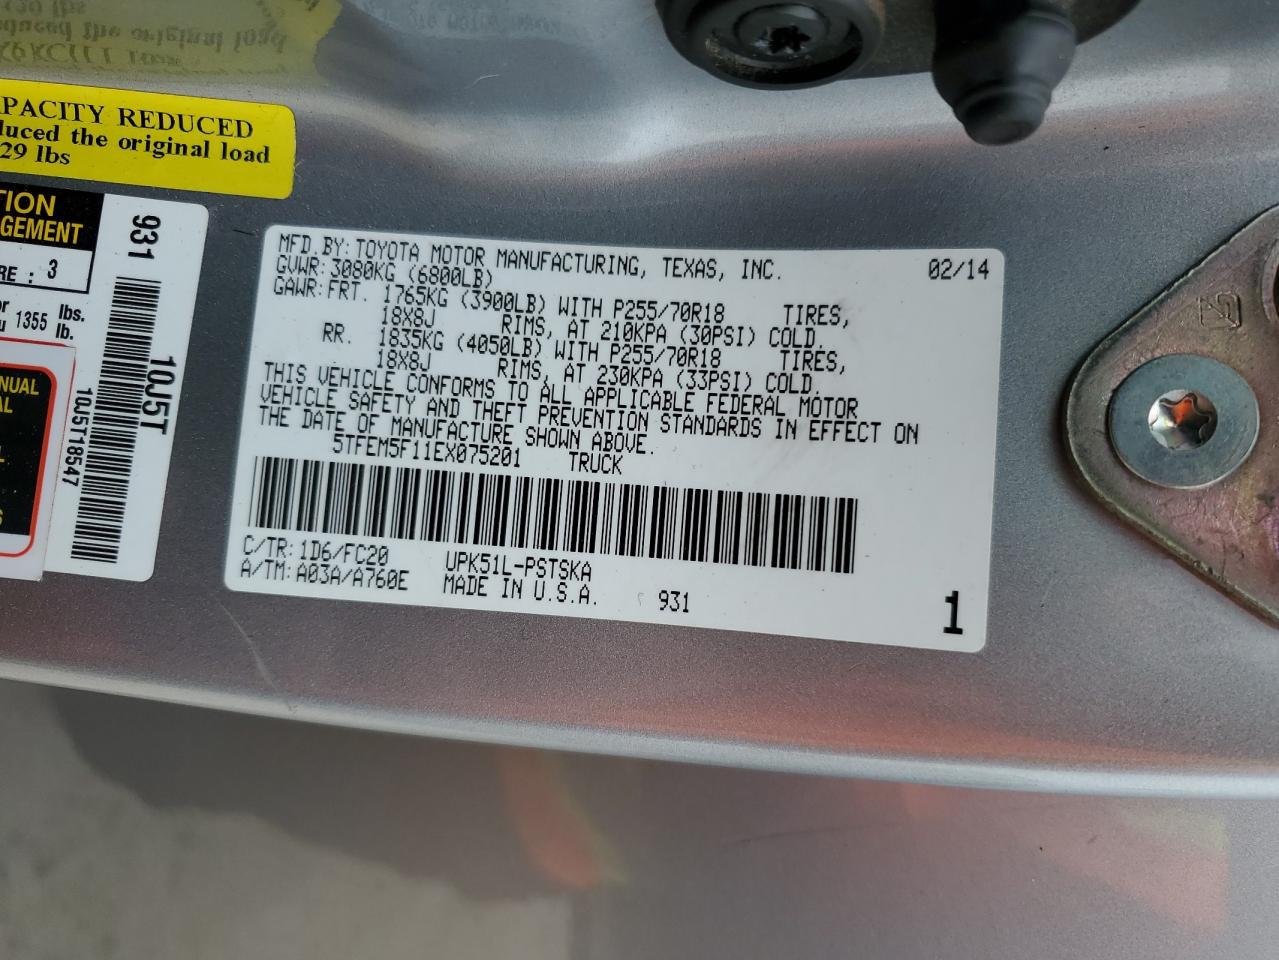 PACITY REDUCED
duced the original load
29 lbs
TION
GEMENT
RE : 3
1355 lbs.
lb.
931
10J5T
10J5T18547
NUAL
AL
MFD.BY: TOYOTA MOTOR MANUFACTURING, TEXAS, INC. 02/14
GVWR: 3080KG (6800LB)
GAWR: FRT. 1765KG (3900LB) WITH P255/70R18 TIRES,
18X8J RIMS, AT 210KPA (30PSI) COLD.
RR. 1835KG (4050LB) WITH P255/70R18 TIRES,
18X8J RIMS, AT 230KPA (33PSI) COLD.
THIS VEHICLE CONFORMS TO ALL APPLICABLE FEDERAL MOTOR
VEHICLE SAFETY AND THEFT PREVENTION STANDARDS IN EFFECT ON
THE DATE OF MANUFACTURE SHOWN ABOVE.
5TFEM5F11EX075201 TRUCK
C/TR: 1D6/FC20 UPK51L-PSTSKA
A/TM: A03A/A760E MADE IN U.S.A. 931
1